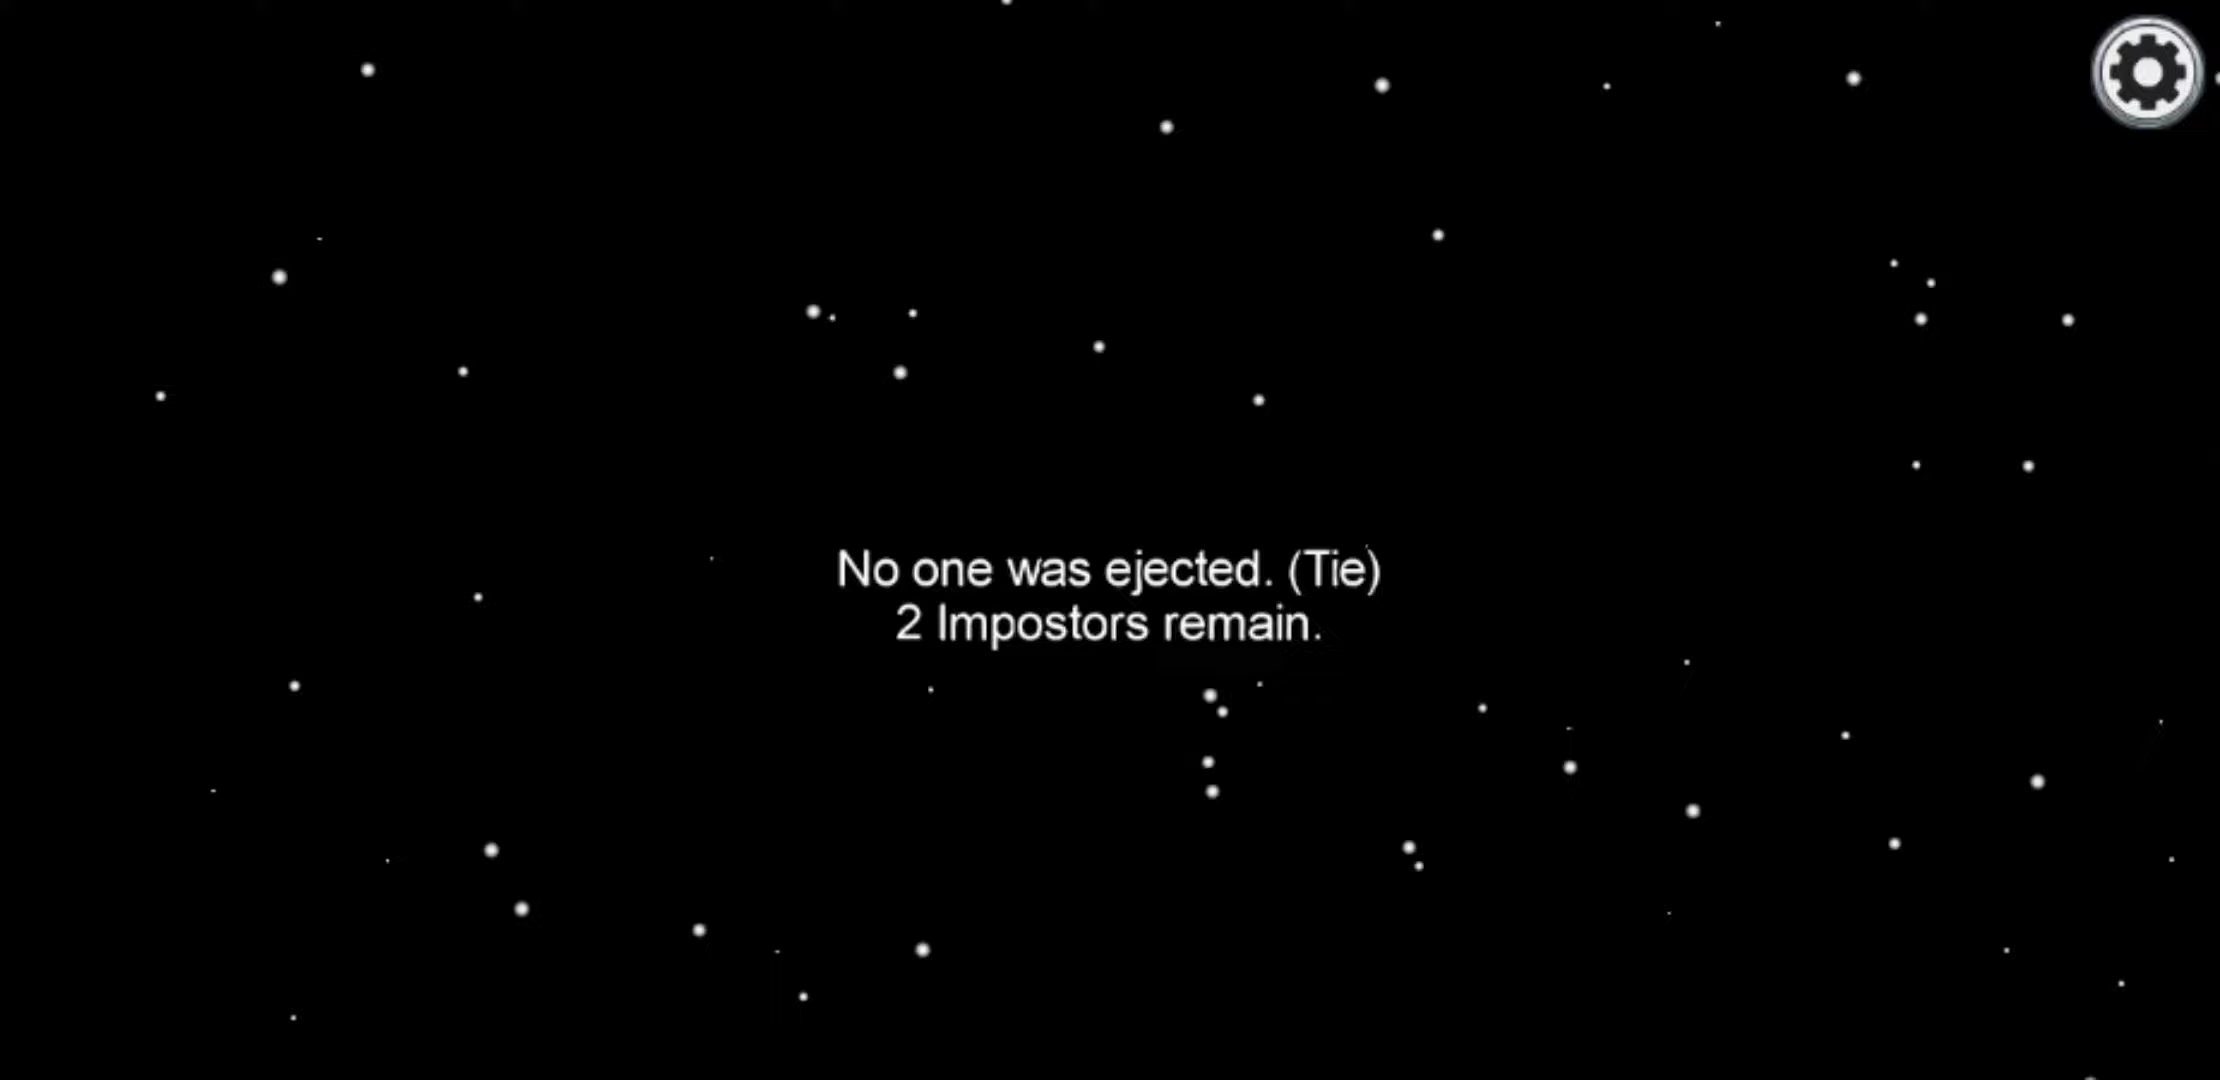 No one was ejected. (Tie)
2 Impostors remain.